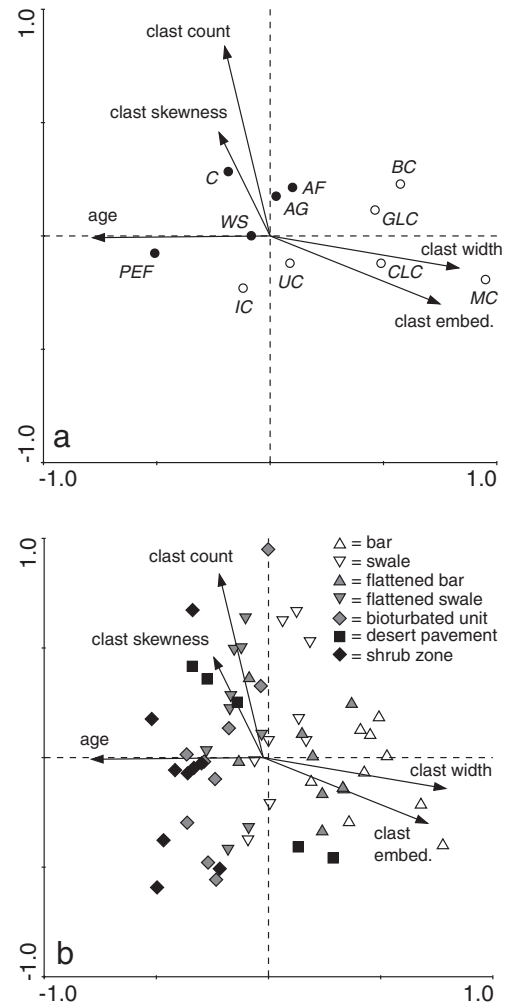 1.0
clast count
clast skewness
C
BC
AF
AG
GLC
age
WS
clast width
PEF
UC
CLC
IC
MC
clast embed.
a
-1.0
-1.0
1.0
1.0
clast count
= bar
= swale
= flattened bar
= flattened swale
= bioturbated unit
= desert pavement
= shrub zone
clast skewness
age
clast width
clast
embed.
b
-1.0
-1.0
1.0